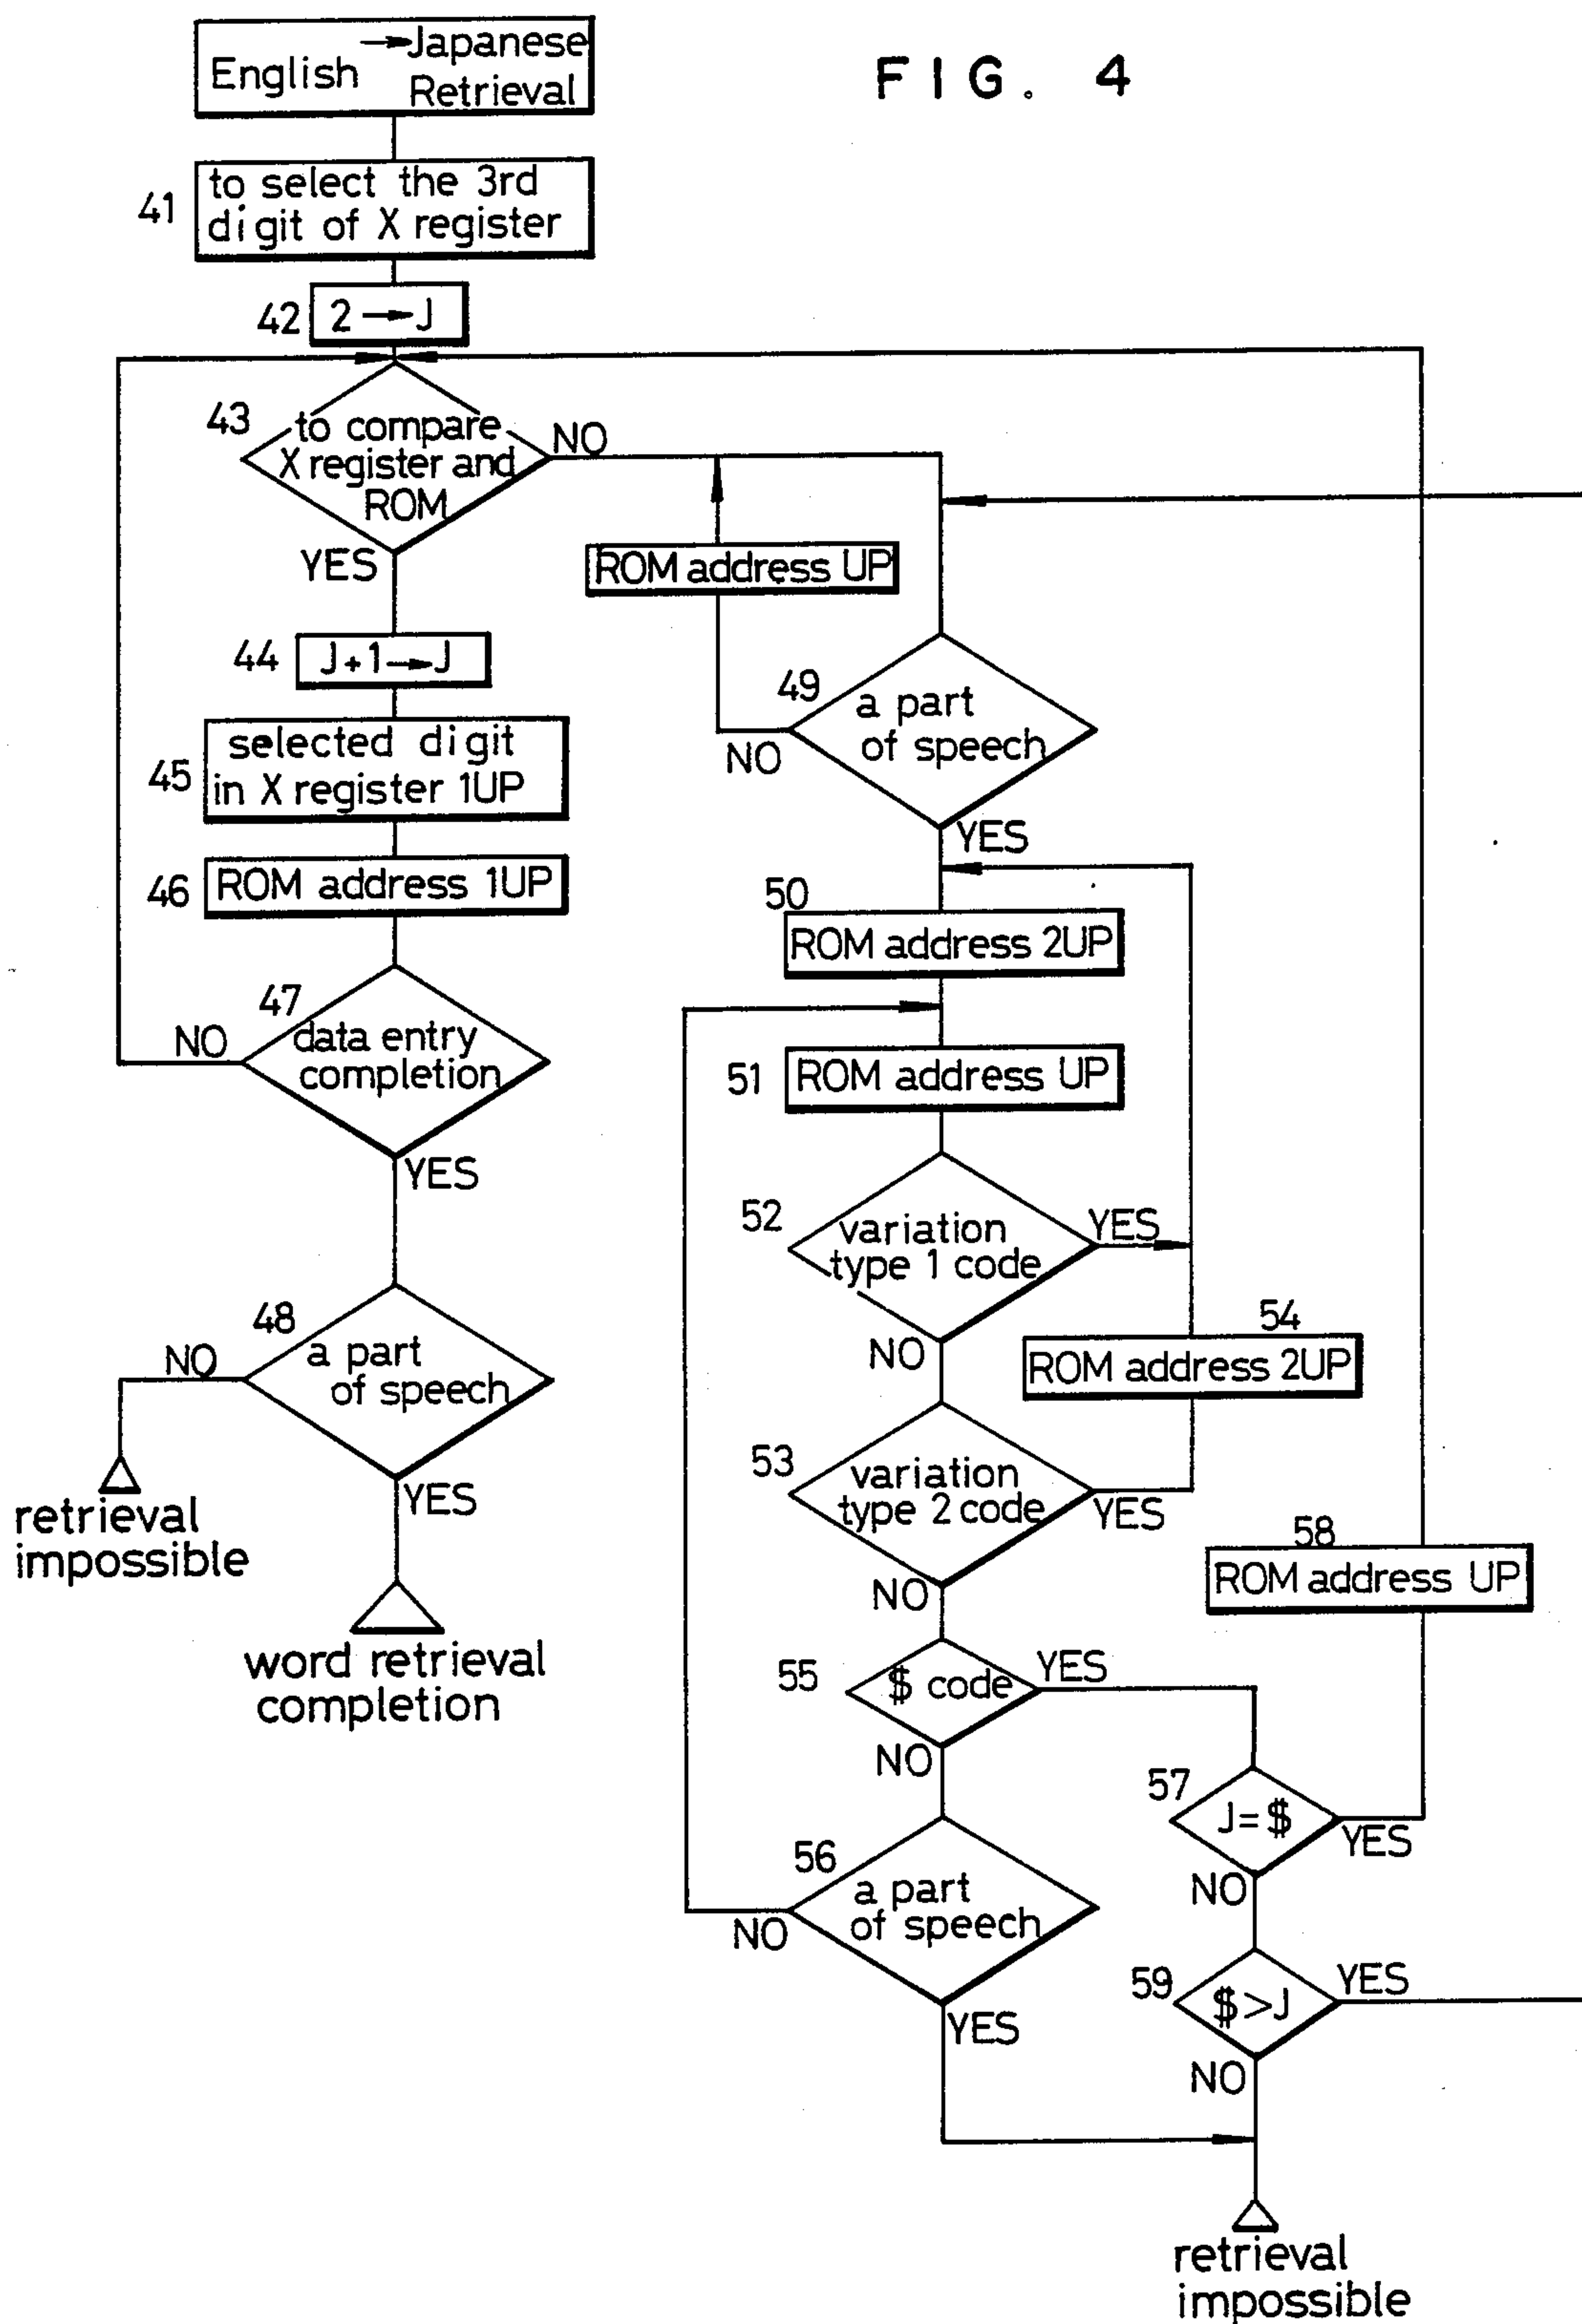 FIG. 4
English → Japanese
Retrieval
41
to select the 3rd
digit of X register
42
2 → J
43
to compare
X register and
ROM
NO
YES
ROM address UP
44
J+1 → J
45
selected digit
in X register 1UP
46
ROM address 1UP
47
data entry
completion
NO
YES
48
a part
of speech
NO
YES
retrieval
impossible
word retrieval
completion
49
a part
of speech
NO
YES
50
ROM address 2UP
51
ROM address UP
52
variation
type 1 code
YES
NO
54
ROM address 2UP
53
variation
type 2 code
YES
NO
55
$ code
YES
NO
56
a part
of speech
NO
YES
57
J=$
YES
NO
58
ROM address UP
59
$>J
YES
NO
retrieval
impossible